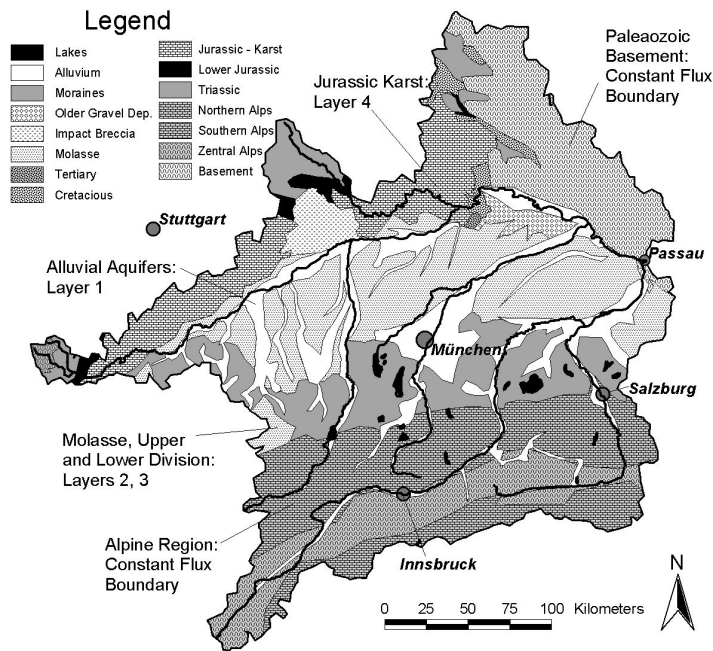 Legend
Lakes
Alluvium
Moraines
Older Gravel Dep.
Impact Breccia
Molasse
Tertiary
Cretacious
Jurassic - Karst
Lower Jurassic
Triassic
Northern Alps
Southern Alps
Zentral Alps
Basement
Jurassic Karst:
Layer 4
Paleaozoic
Basement:
Constant Flux
Boundary
Stuttgart
Passau
Alluvial Aquifers:
Layer 1
München
Salzburg
Molasse, Upper
and Lower Division:
Layers 2, 3
Alpine Region:
Constant Flux
Boundary
Innsbruck
N
0 25 50 75 100 Kilometers